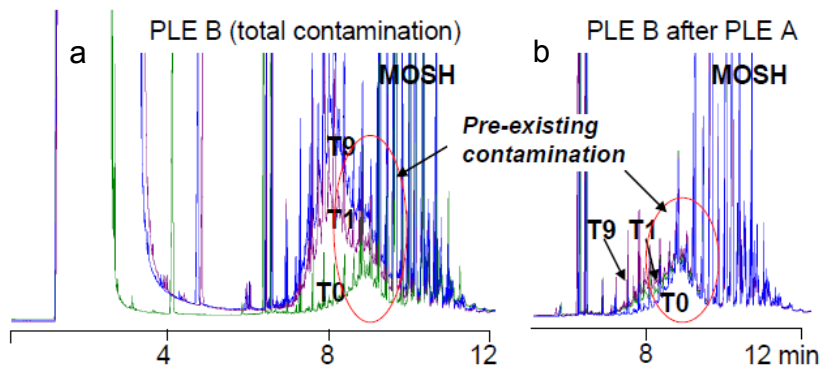 a
PLE B (total contamination)
MOSH
Pre-existing
contamination
T9
T1
T0
4
8
12
b
PLE B after PLE A
MOSH
T9
T1
T0
8
12 min